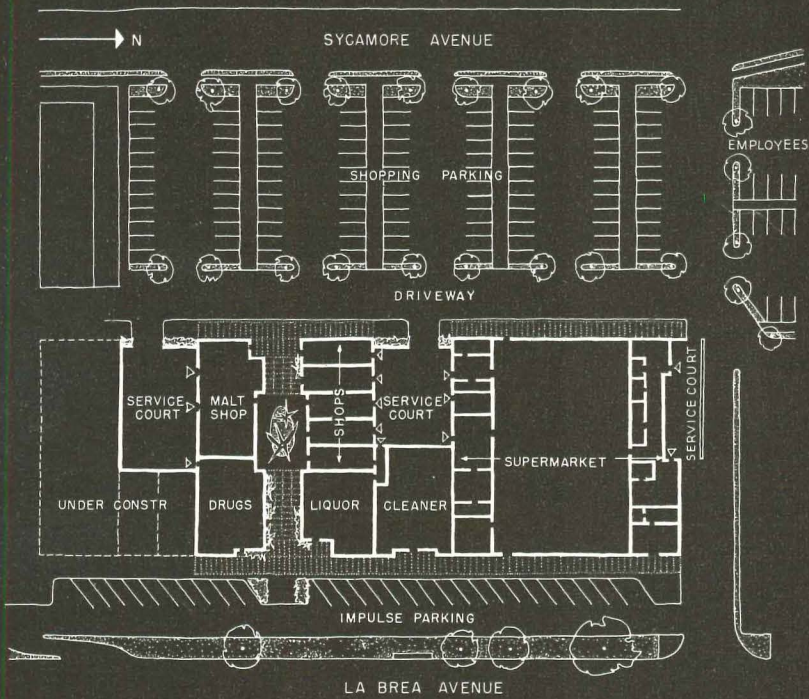 N
SYCAMORE AVENUE
EMPLOYEES
SHOPPING PARKING
DRIVEWAY
SERVICE
COURT
MALT
SHOP
SHOPS
SERVICE
COURT
SERVICE COURT
SUPERMARKET
UNDER CONSTR
DRUGS
LIQUOR
CLEANER
IMPULSE PARKING
LA BREA AVENUE